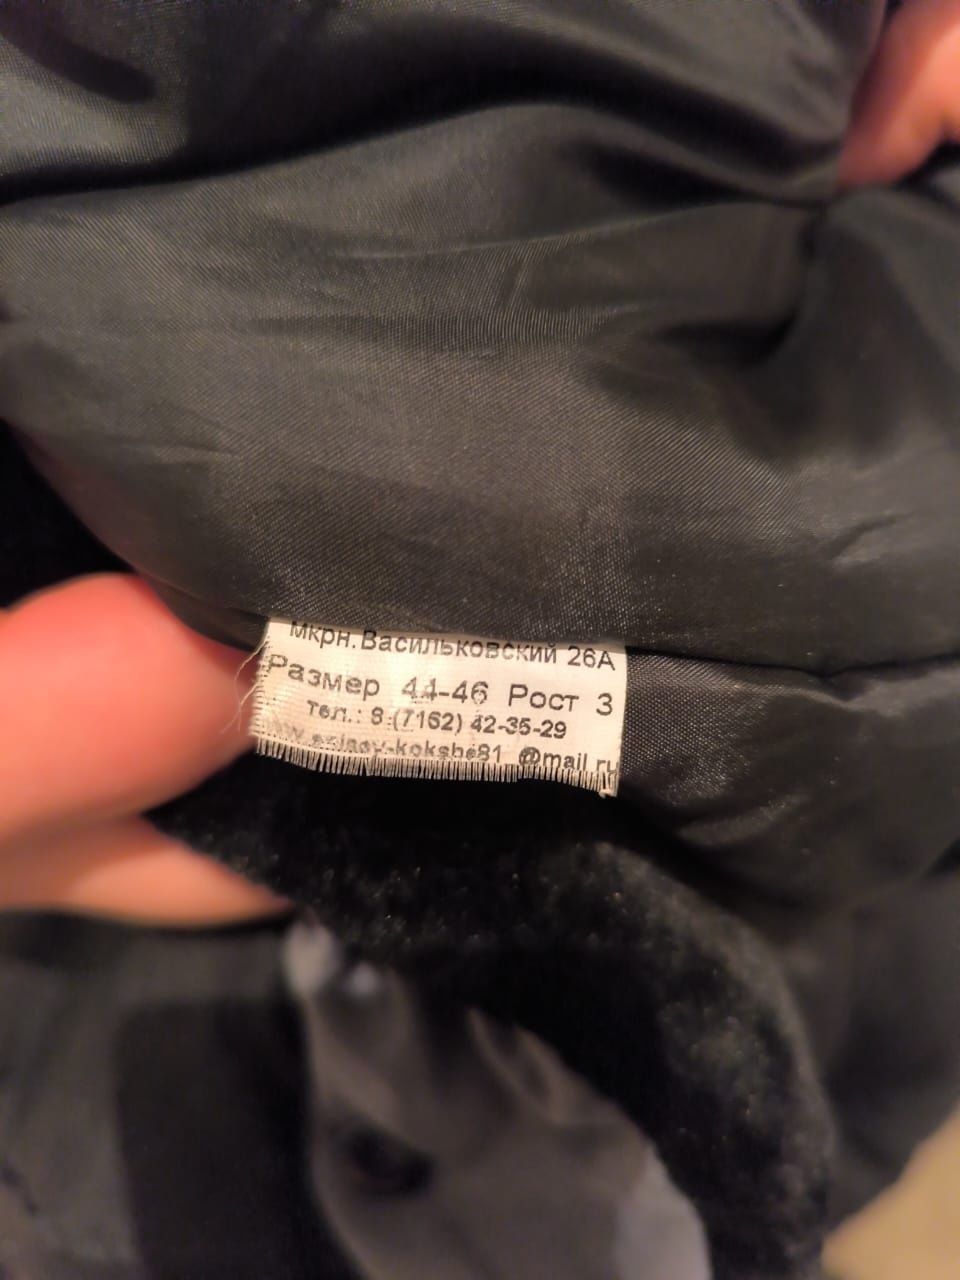 Мкрн.Васильковский 26А
Размер 44-46 Рост 3
тел.: 8 (7162) 42-35-29
@mail.ru